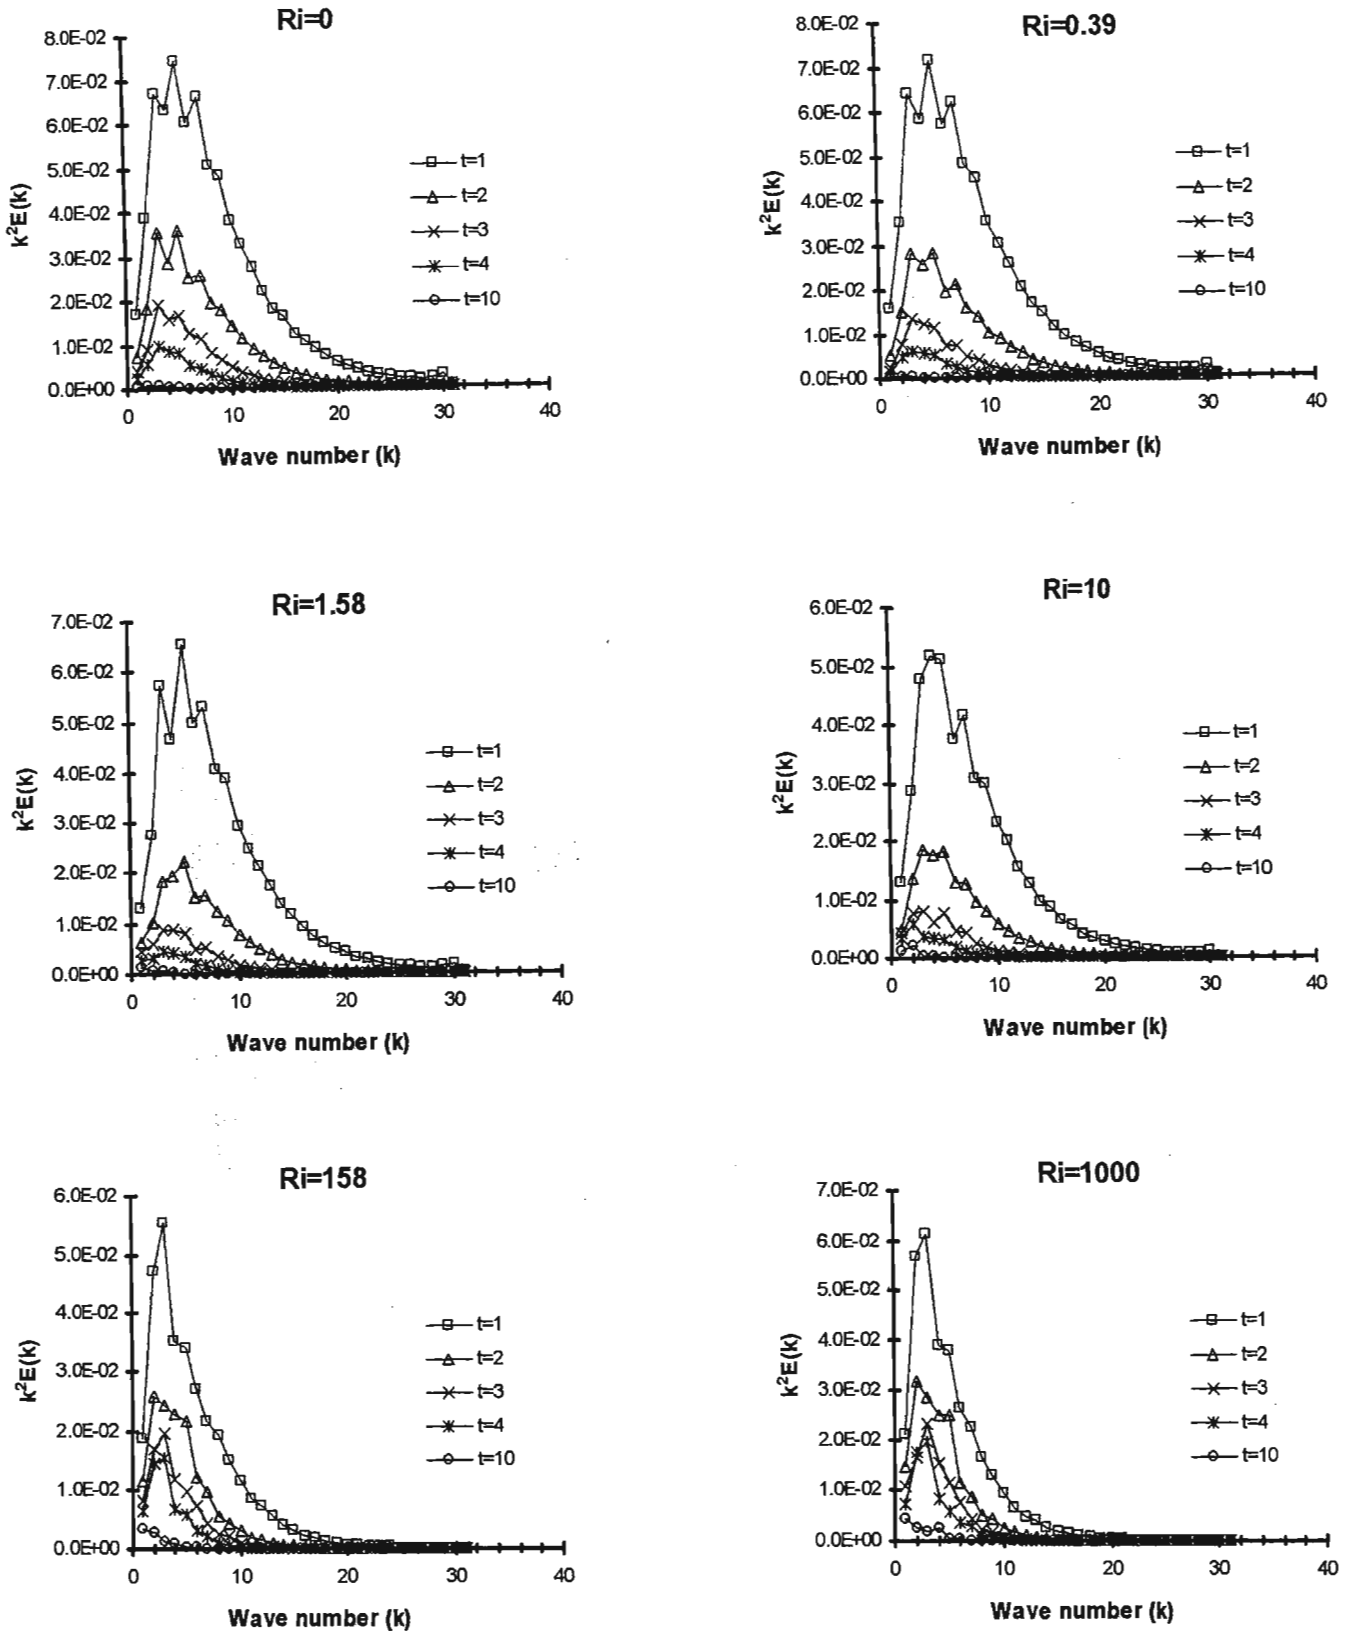 Ri=0
8.0E-02
7.0E-02
6.0E-02
5.0E-02
4.0E-02
3.0E-02
2.0E-02
1.0E-02
0.0E+00
k²E(k)
t=1
t=2
t=3
t=4
t=10
0 10 20 30 40
Wave number (k)
Ri=0.39
8.0E-02
7.0E-02
6.0E-02
5.0E-02
4.0E-02
3.0E-02
2.0E-02
1.0E-02
0.0E+00
k²E(k)
t=1
t=2
t=3
t=4
t=10
0 10 20 30 40
Wave number (k)
Ri=1.58
7.0E-02
6.0E-02
5.0E-02
4.0E-02
3.0E-02
2.0E-02
1.0E-02
0.0E+00
k²E(k)
t=1
t=2
t=3
t=4
t=10
0 10 20 30 40
Wave number (k)
Ri=10
6.0E-02
5.0E-02
4.0E-02
3.0E-02
2.0E-02
1.0E-02
0.0E+00
k²E(k)
t=1
t=2
t=3
t=4
t=10
0 10 20 30 40
Wave number (k)
Ri=158
6.0E-02
5.0E-02
4.0E-02
3.0E-02
2.0E-02
1.0E-02
0.0E+00
k²E(k)
t=1
t=2
t=3
t=4
t=10
0 10 20 30 40
Wave number (k)
Ri=1000
7.0E-02
6.0E-02
5.0E-02
4.0E-02
3.0E-02
2.0E-02
1.0E-02
0.0E+00
k²E(k)
t=1
t=2
t=3
t=4
t=10
0 10 20 30 40
Wave number (k)